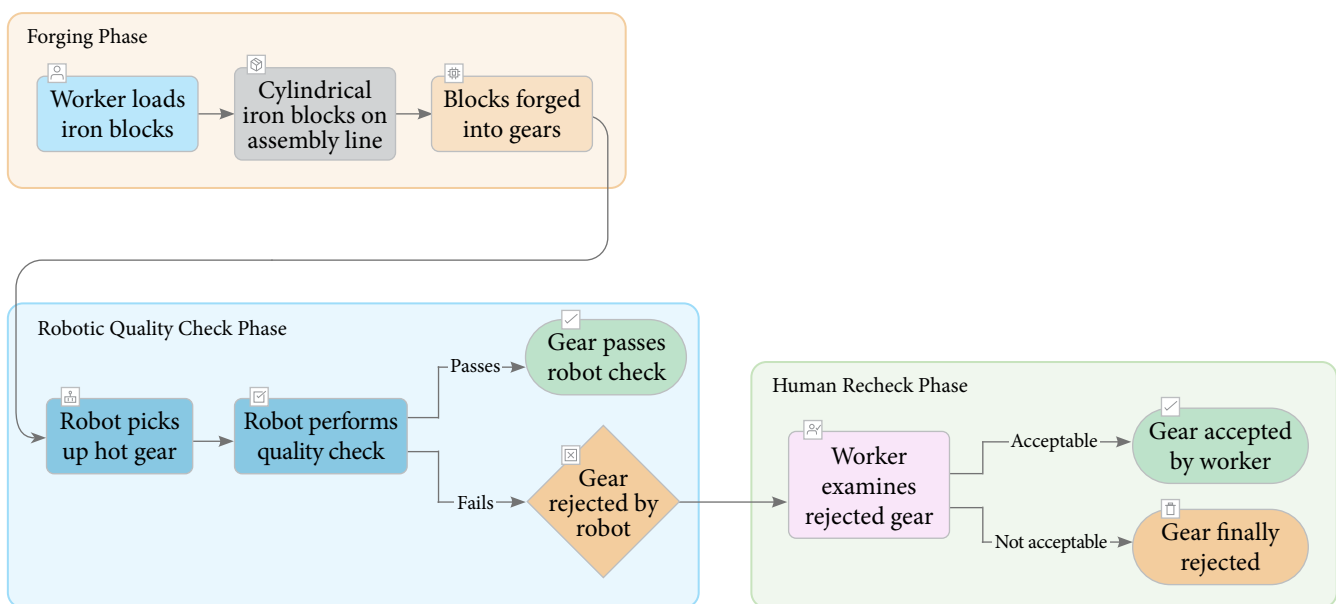 Forging Phase
Worker loads
iron blocks
Cylindrical
iron blocks on
assembly line
Blocks forged
into gears
Robotic Quality Check Phase
Robot picks
up hot gear
Robot performs
quality check
Passes
Gear passes
robot check
Fails
Gear
rejected by
robot
Human Recheck Phase
Worker
examines
rejected gear
Acceptable
Gear accepted
by worker
Not acceptable
Gear finally
rejected